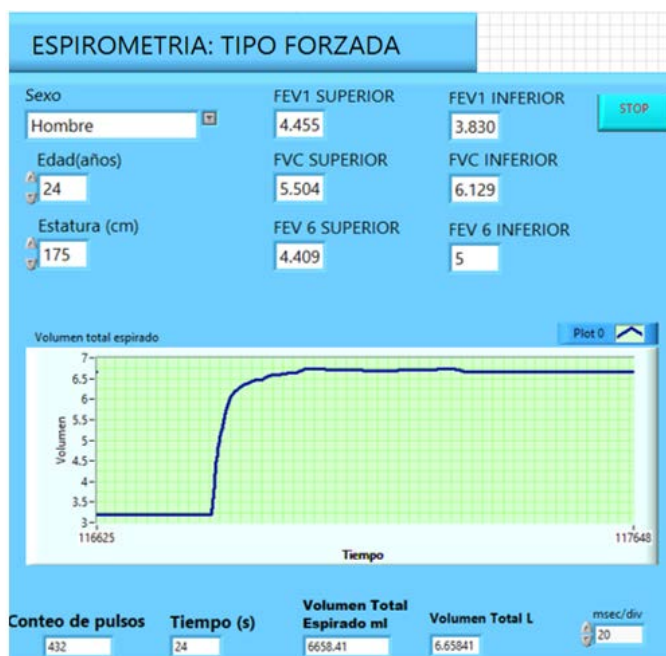 ESPIROMETRIA: TIPO FORZADA
Sexo
Hombre
FEV1 SUPERIOR
4.455
FEV1 INFERIOR
3.830
STOP
Edad(años)
24
FVC SUPERIOR
5.504
FVC INFERIOR
6.129
Estatura (cm)
175
FEV 6 SUPERIOR
4.409
FEV 6 INFERIOR
5
Volumen total espirado
Plot 0
Volumen
7
6.5
6
5.5
5
4.5
4
3.5
3
116625
117648
Tiempo
Conteo de pulsos
432
Tiempo (s)
24
Volumen Total
Espirado ml
6658.41
Volumen Total L
6.65841
msec/div
20